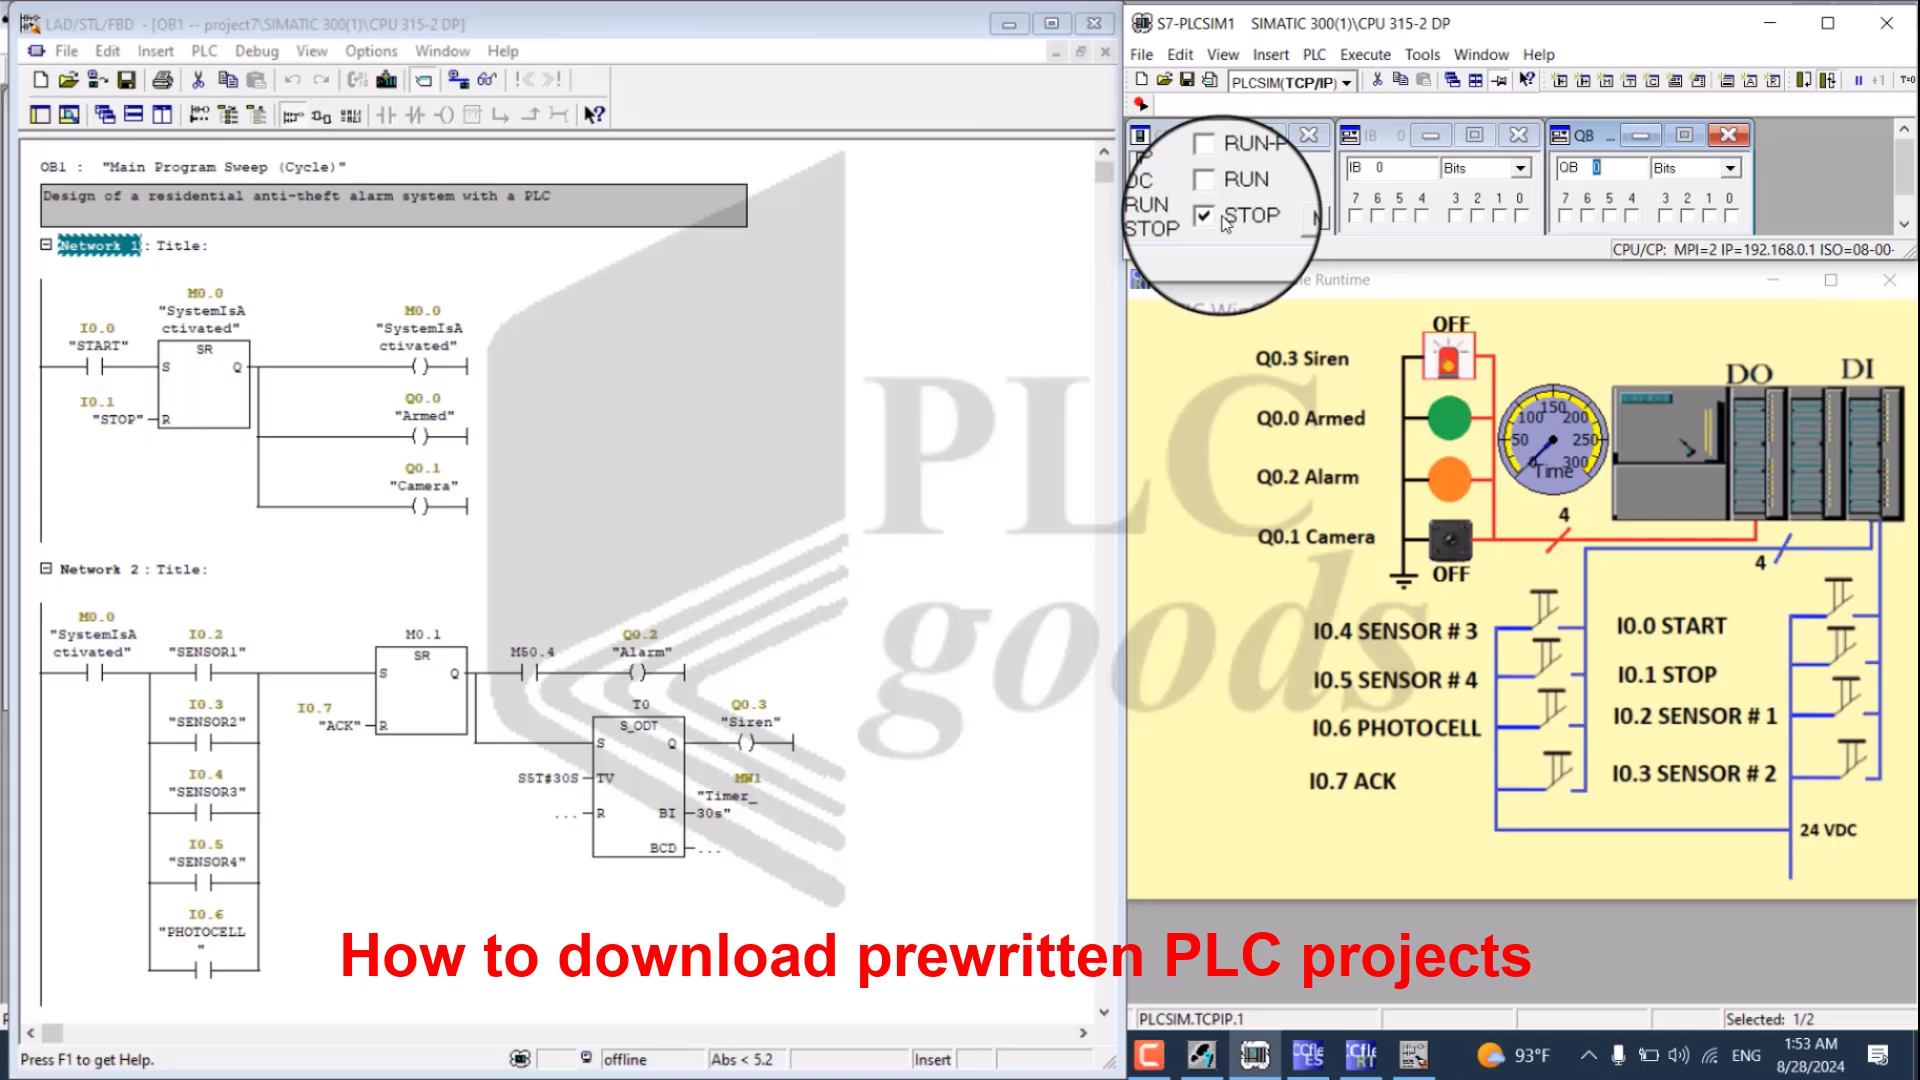 LAD/STL/FBD - [OB1 -- project7\SIMATIC 300(1)\CPU 315-2 DP]
File Edit Insert PLC Debug View Options Window Help
OB1 : "Main Program Sweep (Cycle)"
Design of a residential anti-theft alarm system with a PLC
Network 1: Title:
M0.0
"SystemIsA
ctivated"
I0.0
"START"
SR
S Q
I0.1
"STOP"
R
M0.0
"SystemIsA
ctivated"
Q0.0
"Armed"
Q0.1
"Camera"
Network 2: Title:
M0.0
"SystemIsA
ctivated"
I0.2
"SENSOR1"
I0.3
"SENSOR2"
I0.4
"SENSOR3"
I0.5
"SENSOR4"
I0.6
"PHOTOCELL
"
M0.1
SR
S Q
I0.7
"ACK"
R
M50.4
Q0.2
"Alarm"
T0
S_ODT
S Q
S5T#30S TV
... R BI
BCD ...
Q0.3
"Siren"
MW1
"Timer_
30s"
Press F1 to get Help.
offline
Abs < 5.2
Insert
S7-PLCSIM1 SIMATIC 300(1)\CPU 315-2 DP
File Edit View Insert PLC Execute Tools Window Help
PLCSIM(TCP/IP)
+1
T=0
DC
RUN
STOP
RUN-P
RUN
STOP
IB 0
IB 0 Bits
7 6 5 4 3 2 1 0
QB ...
QB 0 Bits
7 6 5 4 3 2 1 0
CPU/CP: MPI=2 IP=192.168.0.1 ISO=08-00-
Runtime
OFF
Q0.3 Siren
Q0.0 Armed
Q0.2 Alarm
Q0.1 Camera
OFF
0 50 100 150 200 250 300
Time
DO
DI
4
4
I0.4 SENSOR # 3
I0.5 SENSOR # 4
I0.6 PHOTOCELL
I0.7 ACK
I0.0 START
I0.1 STOP
I0.2 SENSOR # 1
I0.3 SENSOR # 2
24 VDC
PLC
goods
How to download prewritten PLC projects
PLCSIM.TCPIP.1
Selected: 1/2
93°F
ENG
1:53 AM
8/28/2024